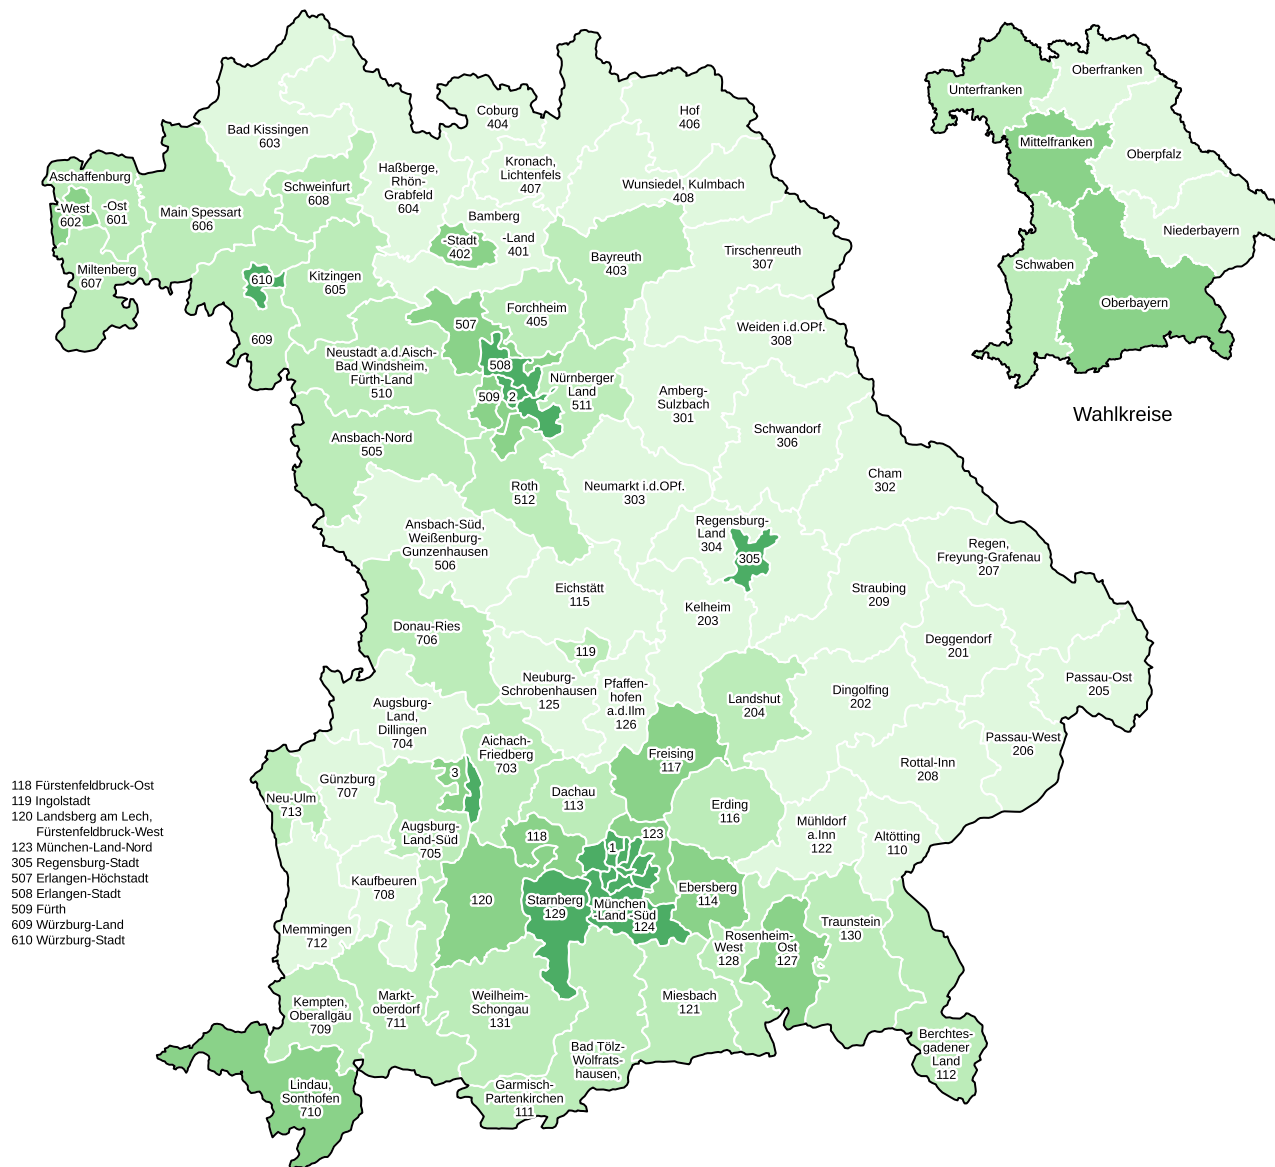 Coburg
404
Hof
406
Bad Kissingen
603
Haßberge,
Rhön-
Grabfeld
604
Kronach,
Lichtenfels
407
Wunsiedel, Kulmbach
408
Aschaffenburg
-West
602
-Ost
601
Main Spessart
606
Schweinfurt
608
Bamberg
-Stadt
402
-Land
401
Bayreuth
403
Tirschenreuth
307
Miltenberg
607
610
Kitzingen
605
Forchheim
405
507
609
Weiden i.d.OPf.
308
Neustadt a.d.Aisch-
Bad Windsheim,
Fürth-Land
510
508
509
2
Nürnberger
Land
511
Amberg-
Sulzbach
301
Schwandorf
306
Ansbach-Nord
505
Cham
302
Roth
512
Neumarkt i.d.OPf.
303
Ansbach-Süd,
Weißenburg-
Gunzenhausen
506
Regensburg-
Land
304
305
Regen,
Freyung-Grafenau
207
Eichstätt
115
Kelheim
203
Straubing
209
Donau-Ries
706
Deggendorf
201
119
Neuburg-
Schrobenhausen
125
Pfaffen-
hofen
a.d.Ilm
126
Landshut
204
Dingolfing
202
Passau-Ost
205
Augsburg-
Land,
Dillingen
704
Aichach-
Friedberg
703
Freising
117
Passau-West
206
Rottal-Inn
208
Günzburg
707
3
Neu-Ulm
713
Dachau
113
Erding
116
Augsburg-
Land-Süd
705
118
123
1
Mühldorf
a.Inn
122
Altötting
110
Kaufbeuren
708
120
Starnberg
129
München
-Land -Süd
124
Ebersberg
114
Memmingen
712
Rosenheim-
West
128
Ost
127
Traunstein
130
Kempten,
Oberallgäu
709
Markt-
oberdorf
711
Weilheim-
Schongau
131
Miesbach
121
Bad Tölz-
Wolfrats-
hausen,
Garmisch-
Partenkirchen
111
Berchtes-
gadener
Land
112
Lindau,
Sonthofen
710
118 Fürstenfeldbruck-Ost
119 Ingolstadt
120 Landsberg am Lech,
Fürstenfeldbruck-West
123 München-Land-Nord
305 Regensburg-Stadt
507 Erlangen-Höchstadt
508 Erlangen-Stadt
509 Fürth
609 Würzburg-Land
610 Würzburg-Stadt
Unterfranken
Oberfranken
Mittelfranken
Oberpfalz
Niederbayern
Schwaben
Oberbayern
Wahlkreise